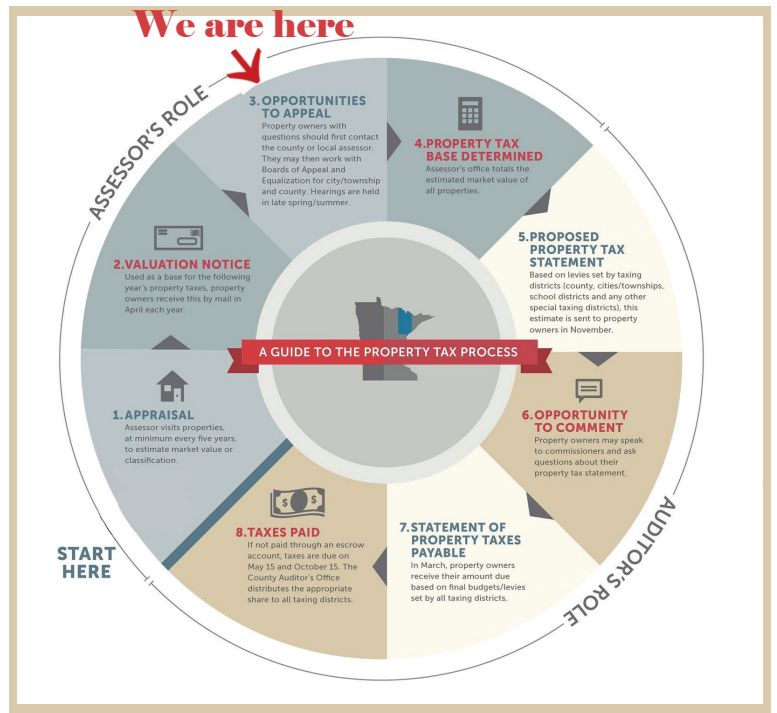 We are here
ASSESSOR'S ROLE
3. OPPORTUNITIES
TO APPEAL
Property owners with
questions should first contact
the county or local assessor.
They may then work with
Boards of Appeal and
Equalization for city/township
and county. Hearings are held
in late spring/summer.
4. PROPERTY TAX
BASE DETERMINED
Assessor's office totals the
estimated market value of
all properties.
2. VALUATION NOTICE
Used as a base for the following
year's property taxes, property
owners receive this by mail in
April each year.
5. PROPOSED
PROPERTY TAX
STATEMENT
Based on levies set by taxing
districts (county, cities/townships,
school districts and any other
special taxing districts), this
estimate is sent to property
owners in November.
A GUIDE TO THE PROPERTY TAX PROCESS
1. APPRAISAL
Assessor visits properties,
at minimum every five years,
to estimate market value or
classification.
6. OPPORTUNITY
TO COMMENT
Property owners may speak
to commissioners and ask
questions about their
property tax statement.
START
HERE
$ $
8. TAXES PAID
If not paid through an escrow
account, taxes are due on
May 15 and October 15. The
County Auditor's Office
distributes the appropriate
share to all taxing districts.
7. STATEMENT OF
PROPERTY TAXES
PAYABLE
In March, property owners
receive their amount due
based on final budgets/levies
set by all taxing districts.
AUDITOR'S ROLE